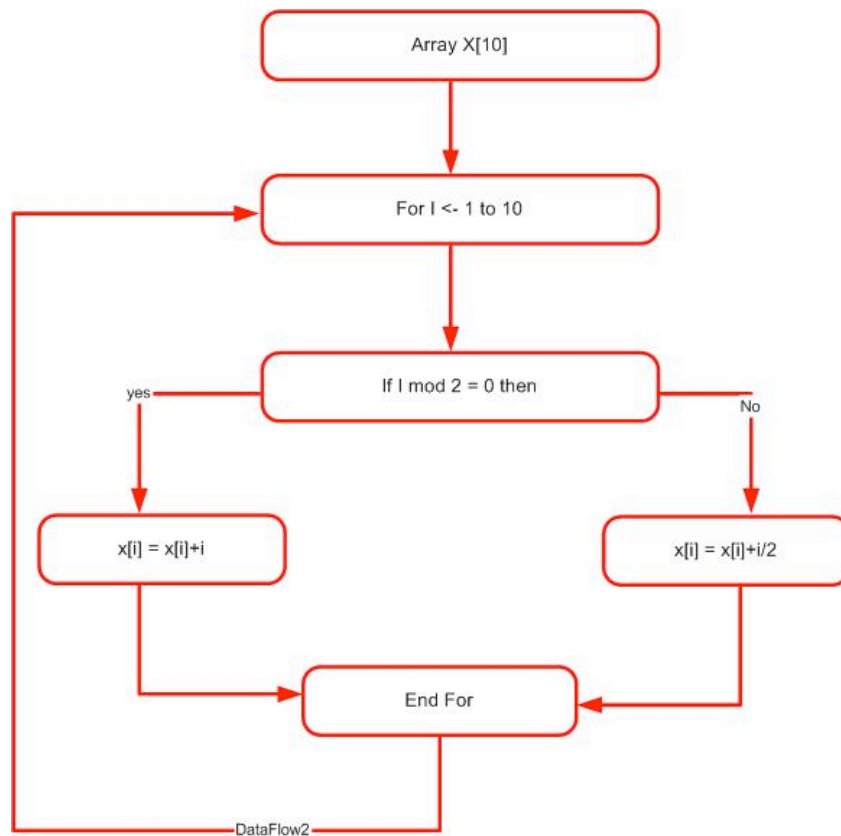 Array X[10]
For I <- 1 to 10
If I mod 2 = 0 then
yes
No
x[i] = x[i]+i
x[i] = x[i]+i/2
End For
DataFlow2